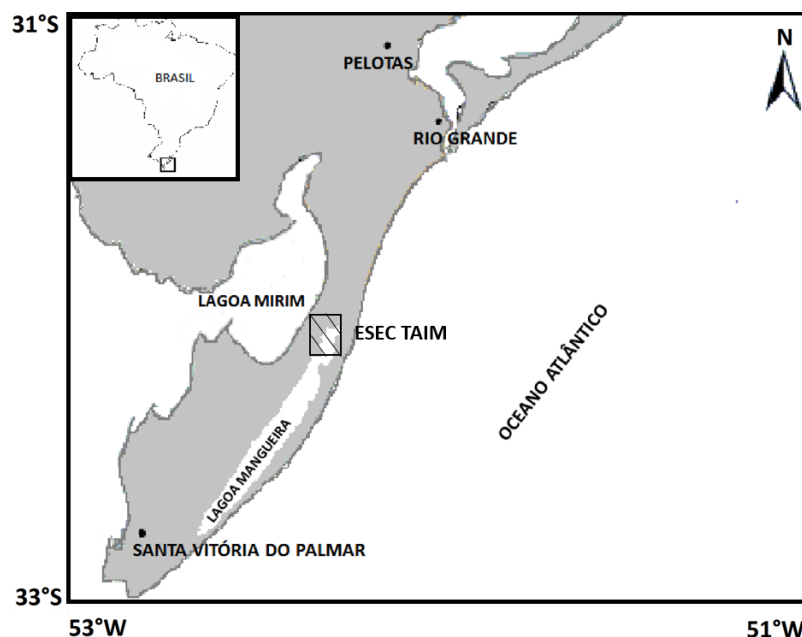 31°S
BRASIL
PELOTAS
N
RIO GRANDE
LAGOA MIRIM
ESEC TAIM
OCEANO ATLÂNTICO
LAGOA MANGUEIRA
SANTA VITÓRIA DO PALMAR
33°S
53°W
51°W